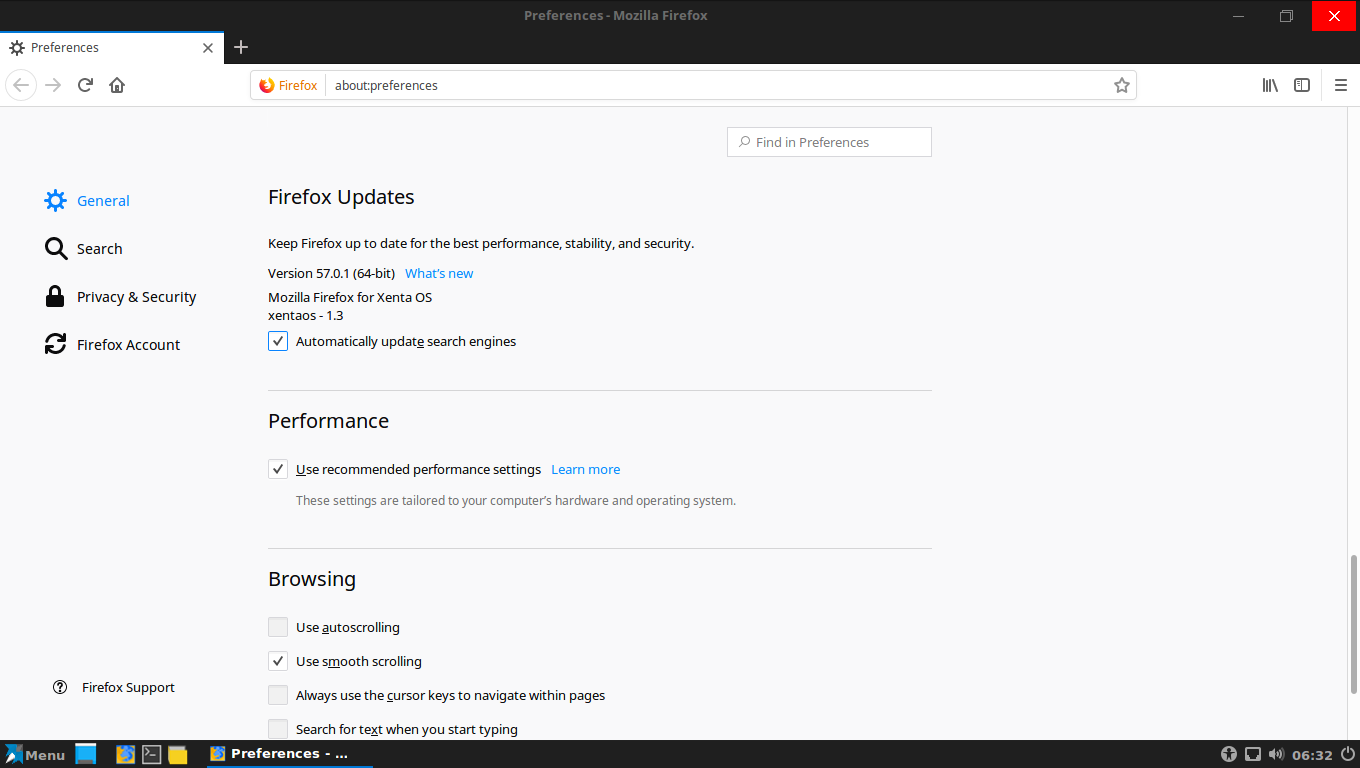 Preferences - Mozilla Firefox
Preferences
Firefox
about:preferences
Find in Preferences
General
Search
Privacy & Security
Firefox Account
Firefox Support
Firefox Updates
Keep Firefox up to date for the best performance, stability, and security.
Version 57.0.1 (64-bit) What's new
Mozilla Firefox for Xenta OS
xentaos - 1.3
Automatically update search engines
Performance
Use recommended performance settings Learn more
These settings are tailored to your computer's hardware and operating system.
Browsing
Use autoscrolling
Use smooth scrolling
Always use the cursor keys to navigate within pages
Search for text when you start typing
Menu
Preferences - ...
06:32